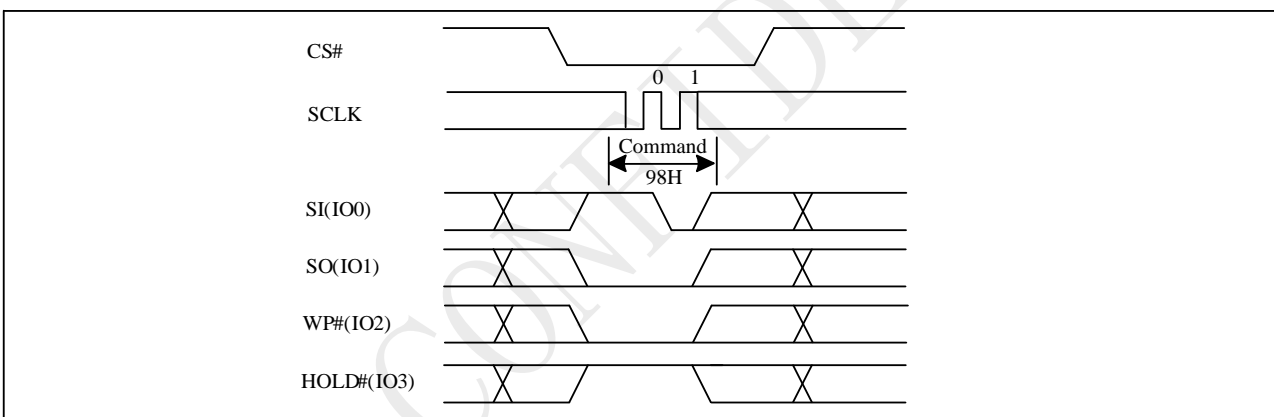 CS#
0 1
SCLK
Command
98H
SI(IO0)
SO(IO1)
WP#(IO2)
HOLD#(IO3)